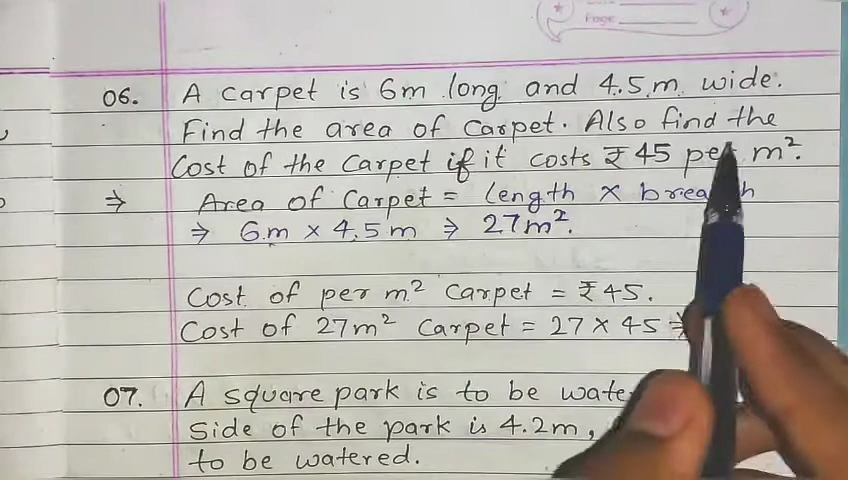 Page
06. A carpet is 6m long and 4.5m wide.
Find the area of carpet. Also find the
Cost of the carpet if it costs ₹45 per m².
⇒ Area of Carpet = length × breadth
⇒ 6m × 4.5m ⇒ 27m².
Cost of per m² Carpet = ₹45.
Cost of 27m² Carpet = 27 × 45 ⇒
07. A square park is to be
Side of the park is 4.2m,
to be watered.